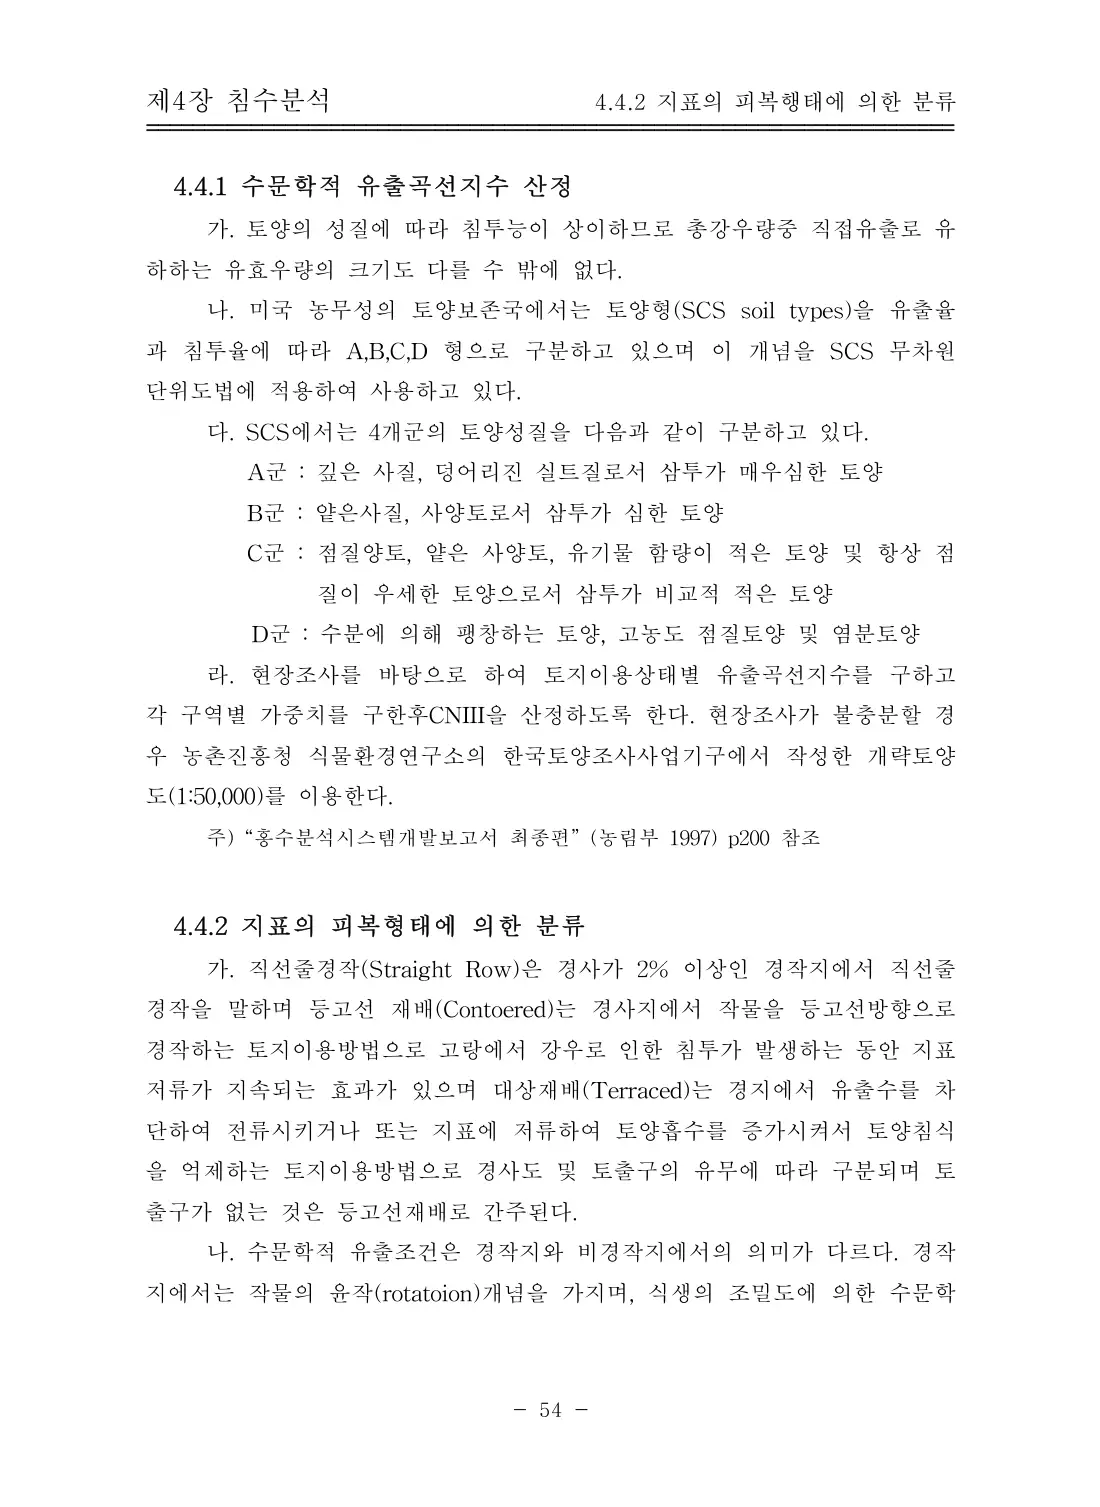 제4장 침수분석
4.4.2 지표의 피복행태에 의한 분류
4.4.1 수문학적 유출곡선지수 산정
가. 토양의 성질에 따라 침투능이 상이하므로 총강우량중 직접유출로 유
하하는 유효우량의 크기도 다를 수 밖에 없다.
나. 미국 농무성의 토양보존국에서는 토양형(SCS soil types)을 유출율
과 침투율에 따라 A,B,C,D 형으로 구분하고 있으며 이 개념을 SCS 무차원
단위도법에 적용하여 사용하고 있다.
다. SCS에서는 4개군의 토양성질을 다음과 같이 구분하고 있다.
A군 : 깊은 사질, 덩어리진 실트질로서 삼투가 매우심한 토양
B군 : 얕은사질, 사양토로서 삼투가 심한 토양
C군 : 점질양토, 얕은 사양토, 유기물 함량이 적은 토양 및 항상 점
질이 우세한 토양으로서 삼투가 비교적 적은 토양
D군 : 수분에 의해 팽창하는 토양, 고농도 점질토양 및 염분토양
라. 현장조사를 바탕으로 하여 토지이용상태별 유출곡선지수를 구하고
각 구역별 가중치를 구한후CNIII을 산정하도록 한다. 현장조사가 불충분할 경
우 농촌진흥청 식물환경연구소의 한국토양조사사업기구에서 작성한 개략토양
도(1:50,000)를 이용한다.
주) “홍수분석시스템개발보고서 최종편” (농림부 1997) p200 참조
4.4.2 지표의 피복형태에 의한 분류
가. 직선줄경작(Straight Row)은 경사가 2% 이상인 경작지에서 직선줄
경작을 말하며 등고선 재배(Contoered)는 경사지에서 작물을 등고선방향으로
경작하는 토지이용방법으로 고랑에서 강우로 인한 침투가 발생하는 동안 지표
저류가 지속되는 효과가 있으며 대상재배(Terraced)는 경지에서 유출수를 차
단하여 전류시키거나 또는 지표에 저류하여 토양흡수를 증가시켜서 토양침식
을 억제하는 토지이용방법으로 경사도 및 토출구의 유무에 따라 구분되며 토
출구가 없는 것은 등고선재배로 간주된다.
나. 수문학적 유출조건은 경작지와 비경작지에서의 의미가 다르다. 경작
지에서는 작물의 윤작(rotatoion)개념을 가지며, 식생의 조밀도에 의한 수문학
- 54 -